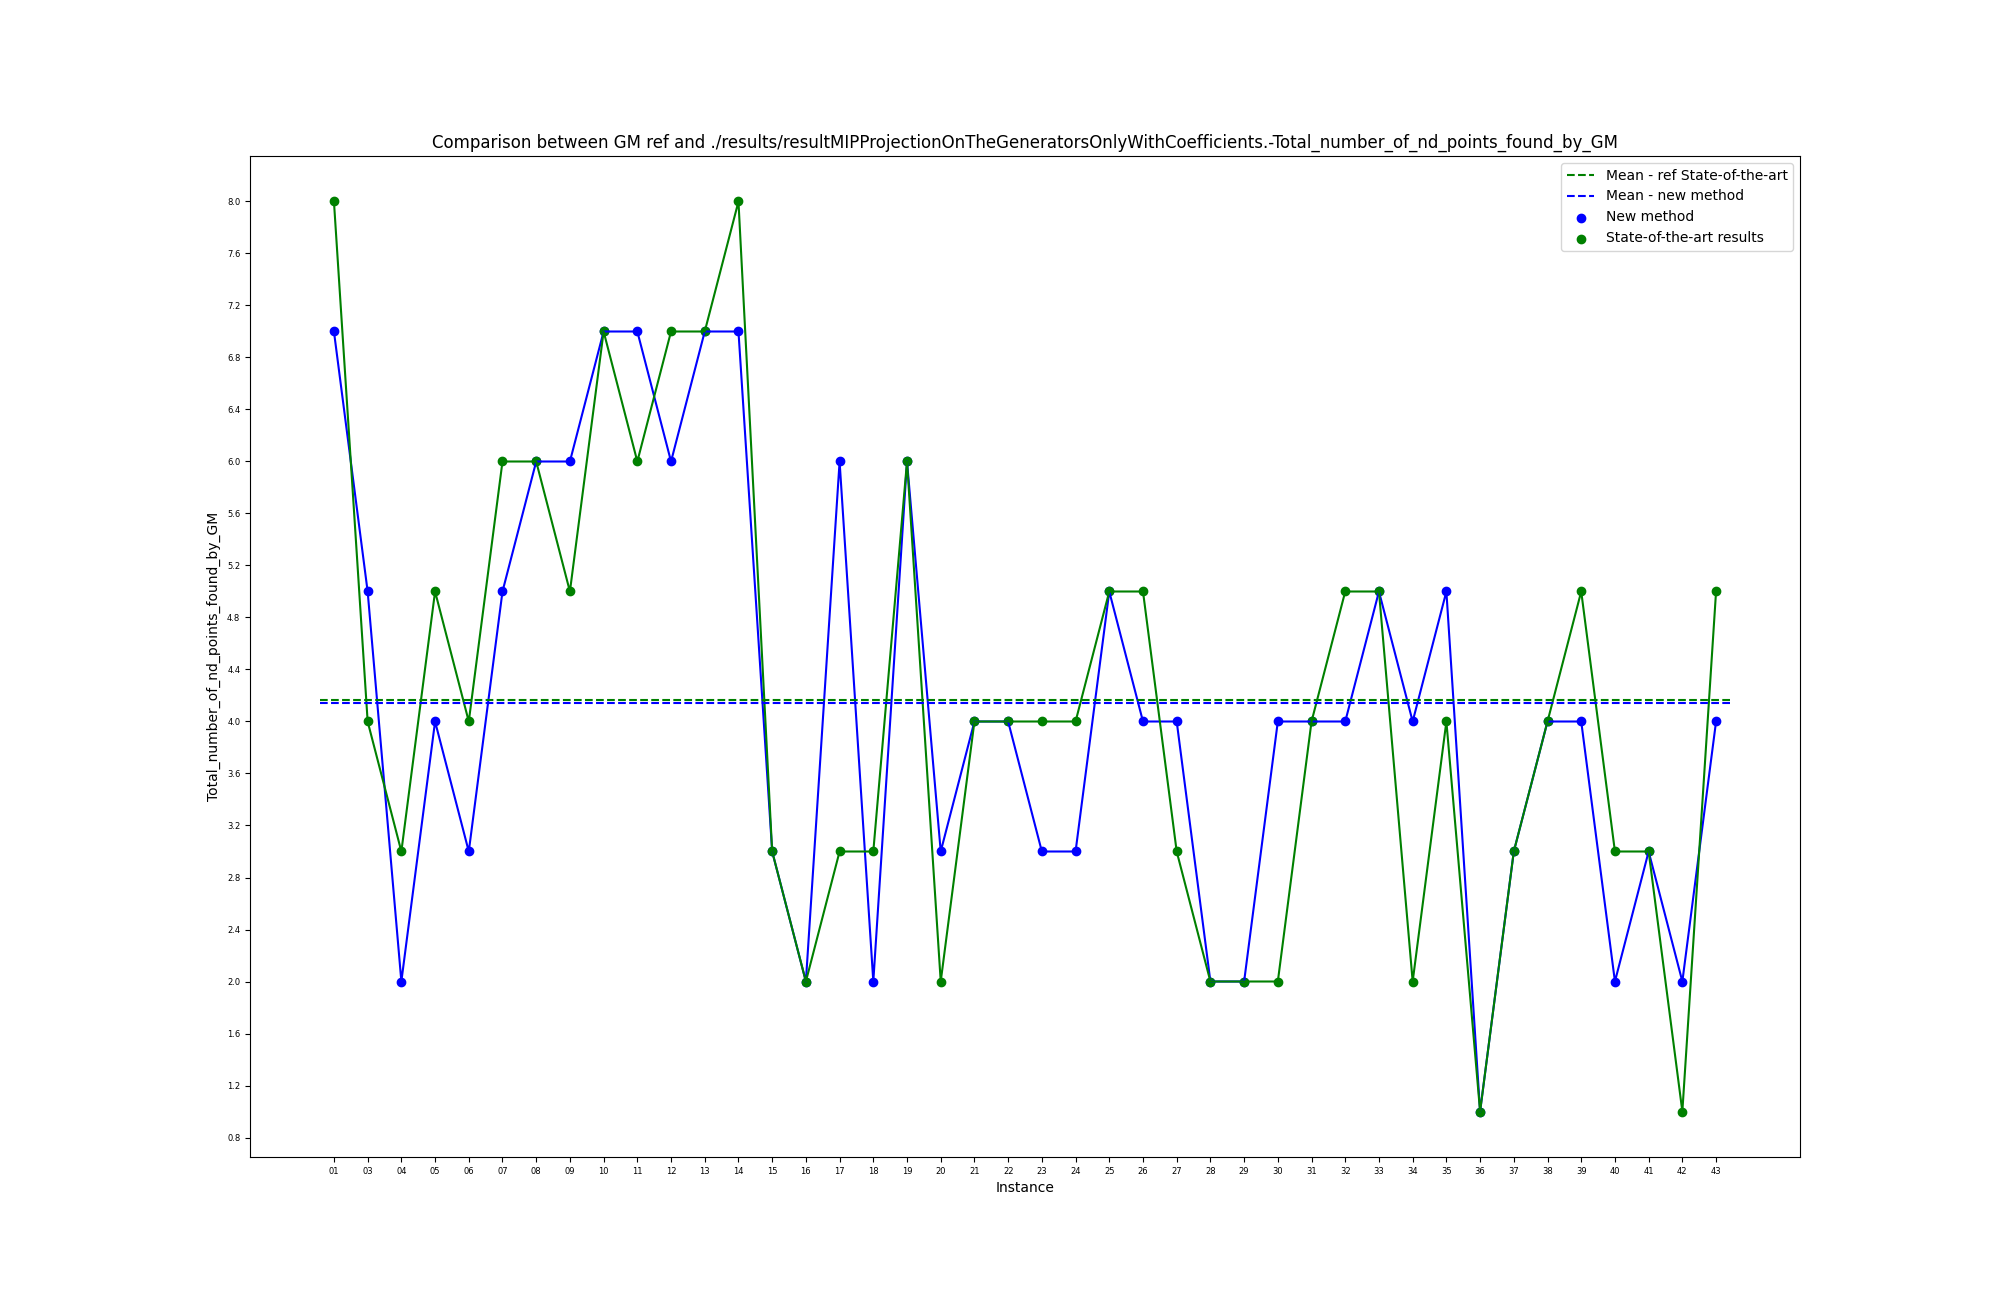 Comparison between GM ref and ./results/resultMIPProjectionOnTheGeneratorsOnlyWithCoefficients.-Total_number_of_nd_points_found_by_GM
Mean - ref State-of-the-art
Mean - new method
New method
State-of-the-art results
8.0
7.6
7.2
6.8
6.4
6.0
5.6
5.2
4.8
4.4
4.0
3.6
3.2
2.8
2.4
2.0
1.6
1.2
0.8
Total_number_of_nd_points_found_by_GM
01 03 04 05 06 07 08 09 10 11 12 13 14 15 16 17 18 19 20 21 22 23 24 25 26 27 28 29 30 31 32 33 34 35 36 37 38 39 40 41 42 43
Instance